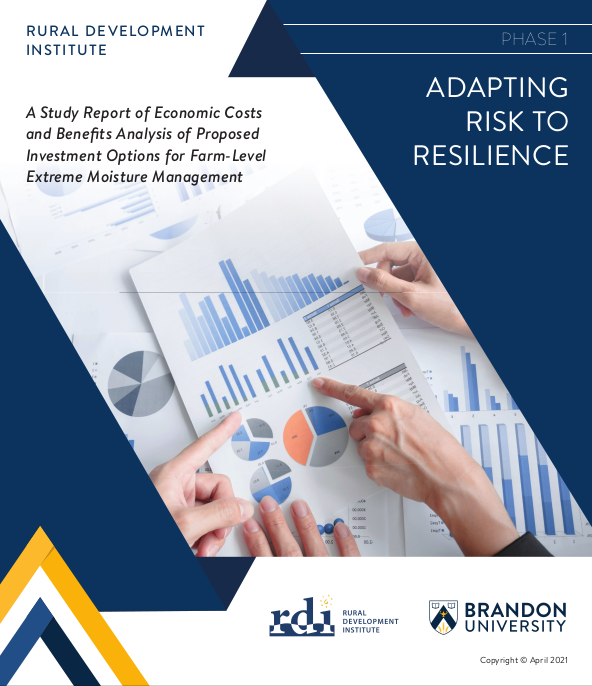 RURAL DEVELOPMENT
INSTITUTE
PHASE 1
ADAPTING
RISK TO
RESILIENCE
A Study Report of Economic Costs
and Benefits Analysis of Proposed
Investment Options for Farm-Level
Extreme Moisture Management
rdi
RURAL
DEVELOPMENT
INSTITUTE
BRANDON
UNIVERSITY
Copyright © April 2021